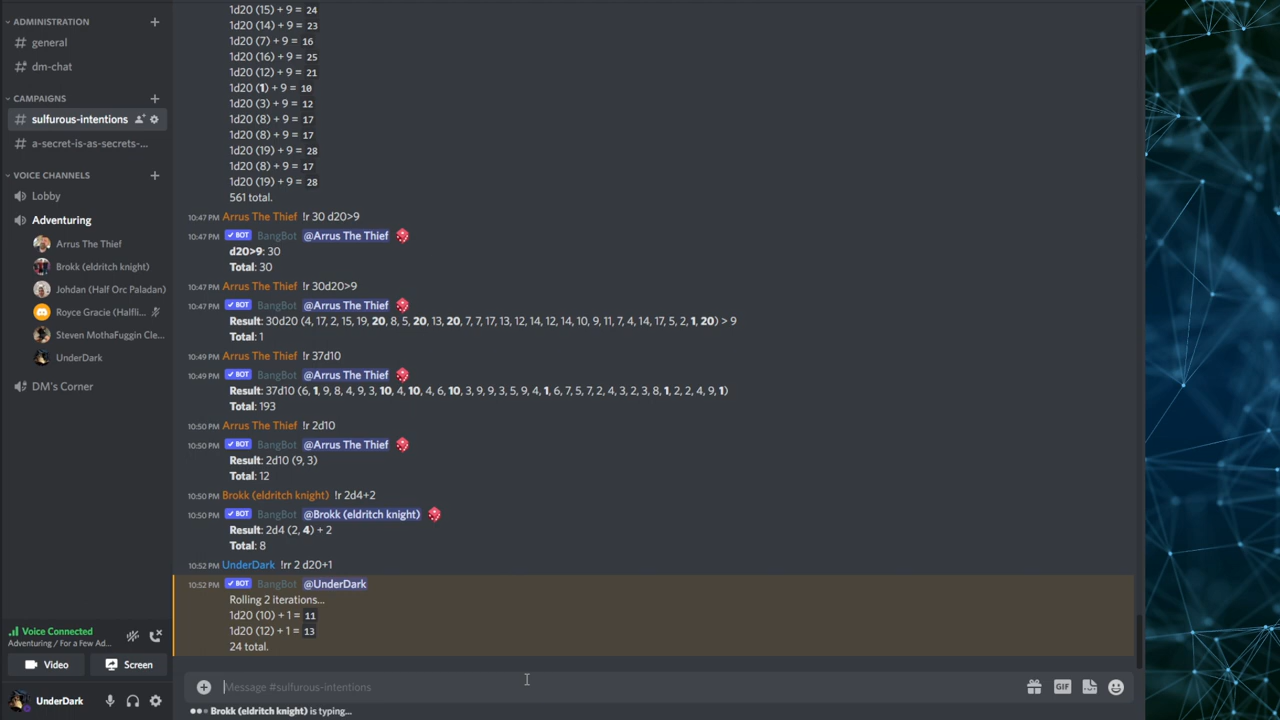 ADMINISTRATION
general
dm-chat
CAMPAIGNS
sulfurous-intentions
a-secret-is-as-secrets-...
VOICE CHANNELS
Lobby
Adventuring
Arrus The Thief
Brokk (eldritch knight)
Johdan (Half Orc Paladan)
Royce Gracie (Halfli...
Steven MothaFuggin Cle...
UnderDark
DM's Corner
Voice Connected
Adventuring / For a Few Ad...
Video
Screen
UnderDark
1d20 (15) + 9 = 24
1d20 (14) + 9 = 23
1d20 (7) + 9 = 16
1d20 (16) + 9 = 25
1d20 (12) + 9 = 21
1d20 (1) + 9 = 10
1d20 (3) + 9 = 12
1d20 (8) + 9 = 17
1d20 (8) + 9 = 17
1d20 (19) + 9 = 28
1d20 (8) + 9 = 17
1d20 (19) + 9 = 28
561 total.
10:47 PM Arrus The Thief !r 30 d20>9
10:47 PM BOT BangBot @Arrus The Thief
d20>9: 30
Total: 30
10:47 PM Arrus The Thief !r 30d20>9
10:47 PM BOT BangBot @Arrus The Thief
Result: 30d20 (4, 17, 2, 15, 19, 20, 8, 5, 20, 13, 20, 7, 7, 17, 13, 12, 14, 12, 14, 10, 9, 11, 7, 4, 14, 17, 5, 2, 1, 20) > 9
Total: 1
10:49 PM Arrus The Thief !r 37d10
10:49 PM BOT BangBot @Arrus The Thief
Result: 37d10 (6, 1, 9, 8, 4, 9, 3, 10, 4, 10, 4, 6, 10, 3, 9, 9, 3, 5, 9, 4, 1, 6, 7, 5, 7, 2, 4, 3, 2, 3, 8, 1, 2, 2, 4, 9, 1)
Total: 193
10:50 PM Arrus The Thief !r 2d10
10:50 PM BOT BangBot @Arrus The Thief
Result: 2d10 (9, 3)
Total: 12
10:50 PM Brokk (eldritch knight) !r 2d4+2
10:50 PM BOT BangBot @Brokk (eldritch knight)
Result: 2d4 (2, 4) + 2
Total: 8
10:52 PM UnderDark !rr 2 d20+1
10:52 PM BOT BangBot @UnderDark
Rolling 2 iterations...
1d20 (10) + 1 = 11
1d20 (12) + 1 = 13
24 total.
Message #sulfurous-intentions
GIF
Brokk (eldritch knight) is typing...